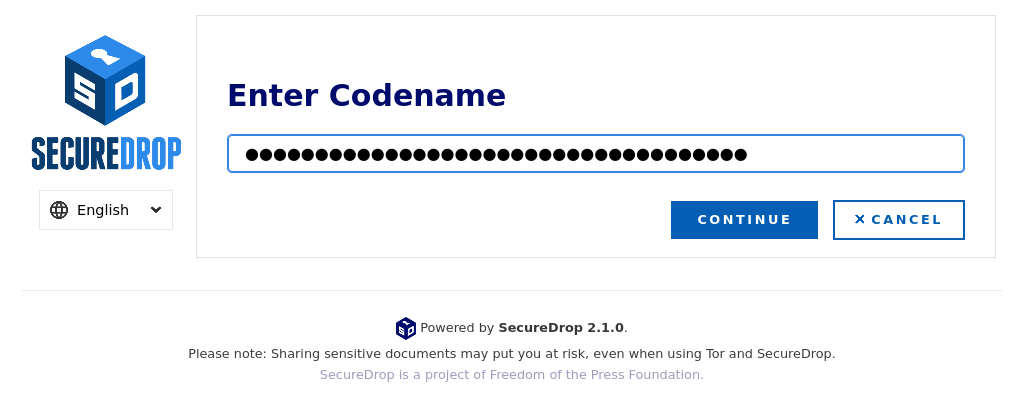 SECUREDROP
English
Enter Codename
CONTINUE
✕ CANCEL
Powered by SecureDrop 2.1.0.
Please note: Sharing sensitive documents may put you at risk, even when using Tor and SecureDrop.
SecureDrop is a project of Freedom of the Press Foundation.